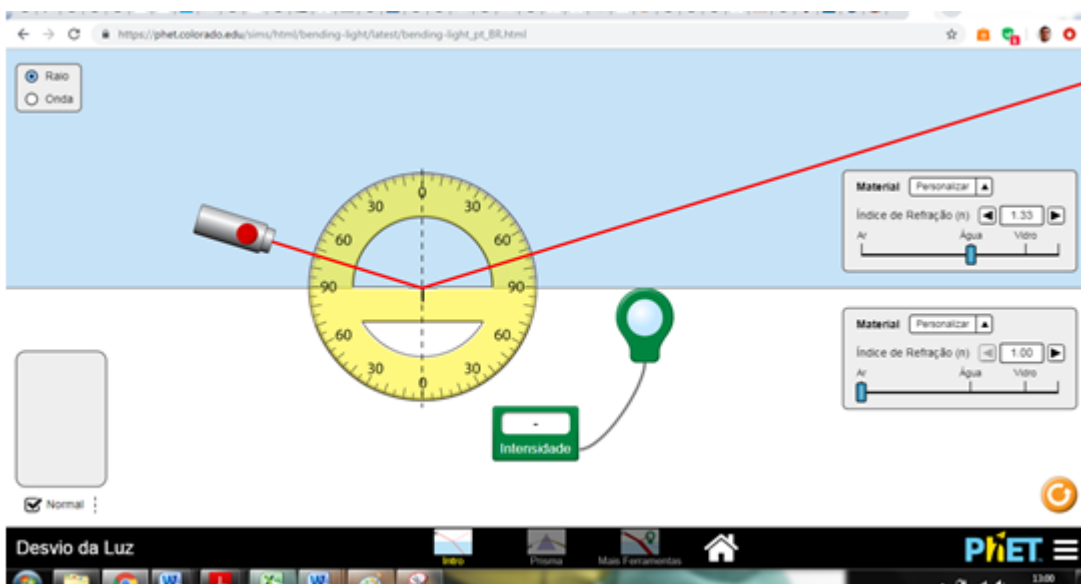 https://phet.colorado.edu/sims/html/bending-light/latest/bending-light_pt_BR.html
Raio
Onda
0
30 30
60 60
90 90
60 60
30 30
0
Material Personalizar
Índice de Refração (n) 1.33
Ar Água Vidro
Material Personalizar
Índice de Refração (n) 1.00
Ar Água Vidro
-
Intensidade
Normal
Desvio da Luz
Intro
Prisma
Mais Ferramentas
PhET
13:00